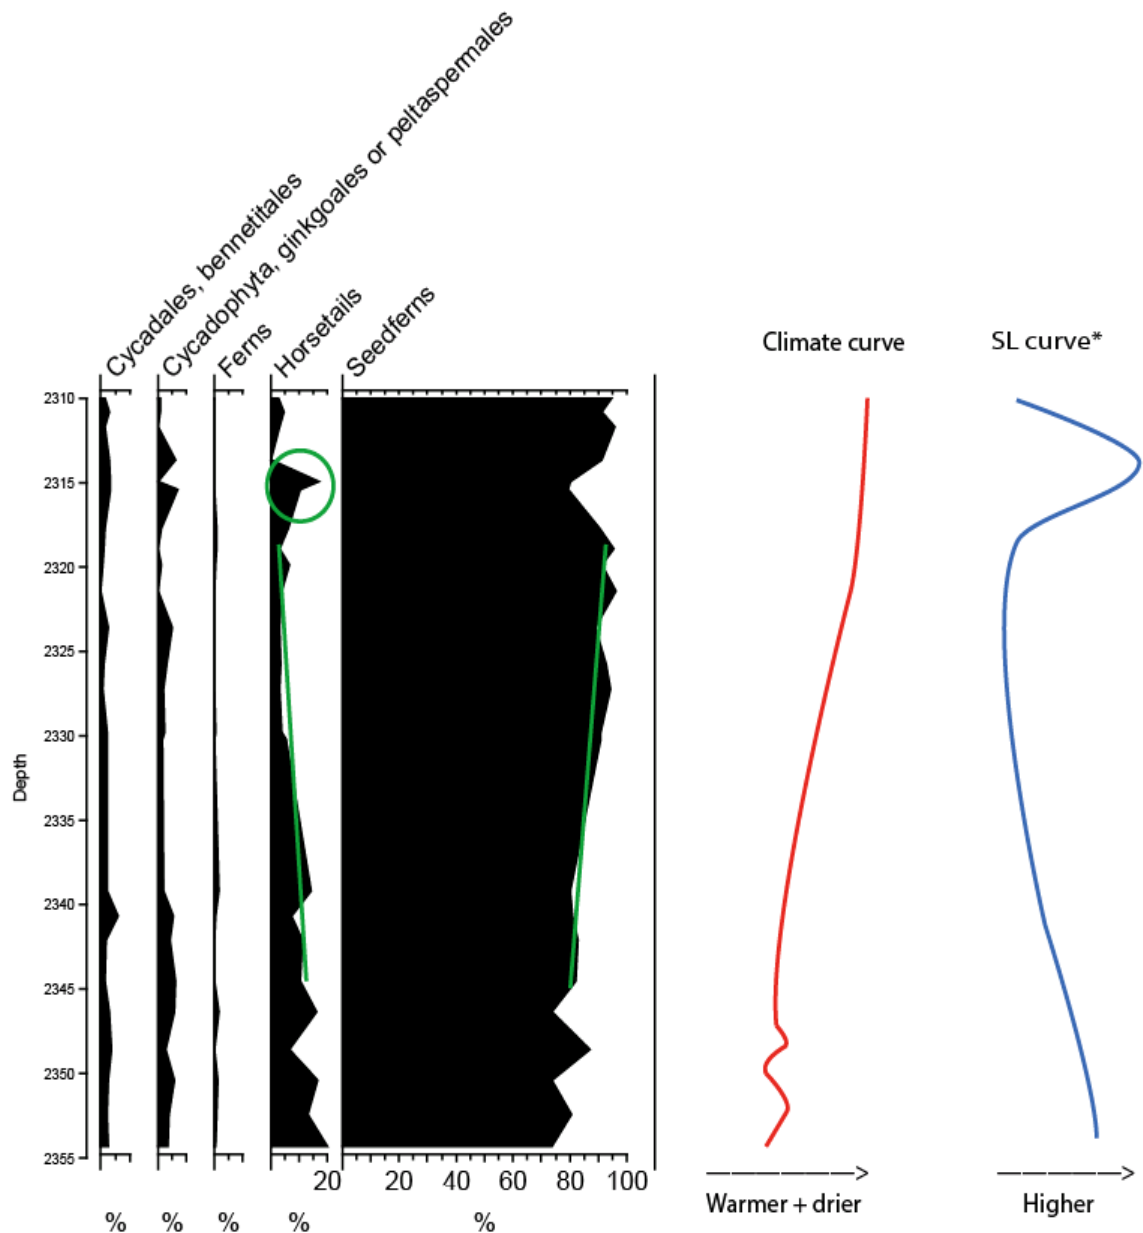 Cycadales, bennetitales
Cycadophyta, ginkgoales or peltaspermales
Ferns
Horsetails
Seedferns
Climate curve
SL curve*
Depth
2310
2315
2320
2325
2330
2335
2340
2345
2350
2355
20
20 40 60 80 100
% % % % %
Warmer + drier
Higher